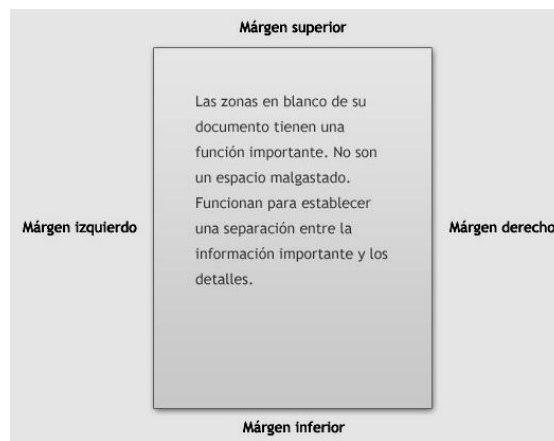 Márgen superior
Las zonas en blanco de su
documento tienen una
función importante. No son
un espacio malgastado.
Funcionan para establecer
una separación entre la
información importante y los
detalles.
Márgen izquierdo
Márgen derecho
Márgen inferior